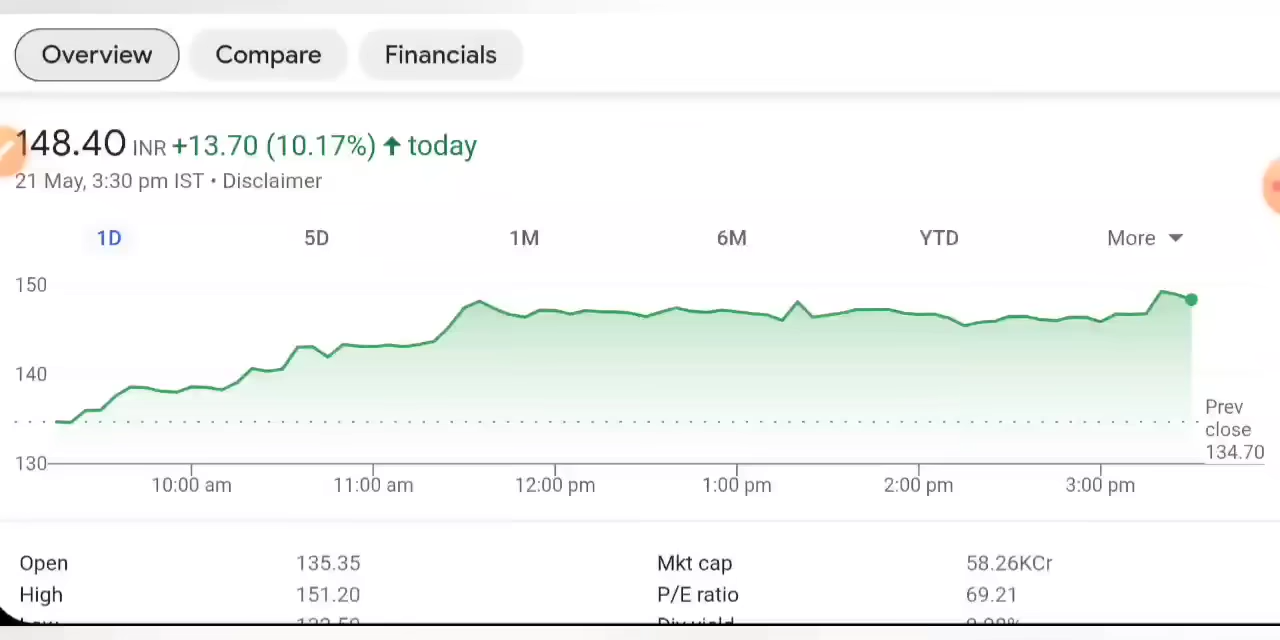 Overview Compare Financials
148.40 INR +13.70 (10.17%) ↑ today
21 May, 3:30 pm IST • Disclaimer
1D 5D 1M 6M YTD More
150
140
130
Prev
close
134.70
10:00 am 11:00 am 12:00 pm 1:00 pm 2:00 pm 3:00 pm
Open 135.35 Mkt cap 58.26KCr
High 151.20 P/E ratio 69.21